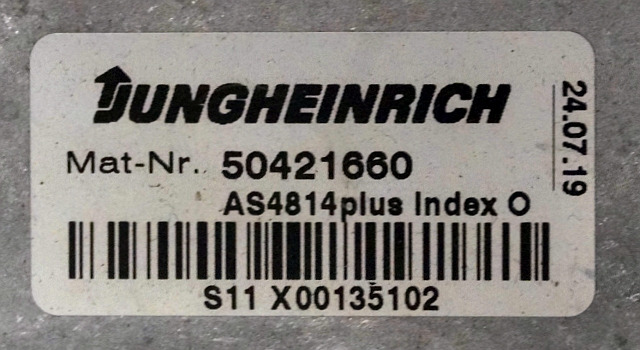 JUNGHEINRICH
Mat-Nr. 50421660
AS4814plus Index O
S11 X00135102
24.07.19